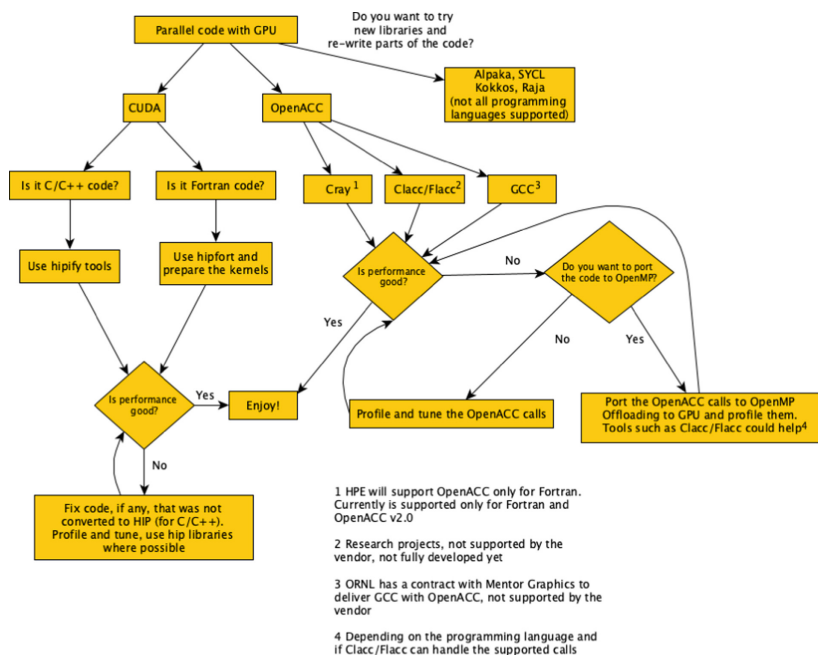 Parallel code with GPU
Do you want to try
new libraries and
re-write parts of the code?
Alpaka, SYCL
Kokkos, Raja
(not all programming
languages supported)
CUDA
OpenACC
Is it C/C++ code?
Is it Fortran code?
Cray 1
Clacc/Flacc2
GCC3
Use hipify tools
Use hipfort and
prepare the kernels
Is performance
good?
No
Do you want to port
the code to OpenMP?
Yes
No
Yes
Is performance
good?
Yes
Enjoy!
Profile and tune the OpenACC calls
Port the OpenACC calls to OpenMP
Offloading to GPU and profile them.
Tools such as Clacc/Flacc could help4
No
Fix code, if any, that was not
converted to HIP (for C/C++).
Profile and tune, use hip libraries
where possible
1 HPE will support OpenACC only for Fortran.
Currently is supported only for Fortran and
OpenACC v2.0
2 Research projects, not supported by the
vendor, not fully developed yet
3 ORNL has a contract with Mentor Graphics to
deliver GCC with OpenACC, not supported by the
vendor
4 Depending on the programming language and
if Clacc/Flacc can handle the supported calls